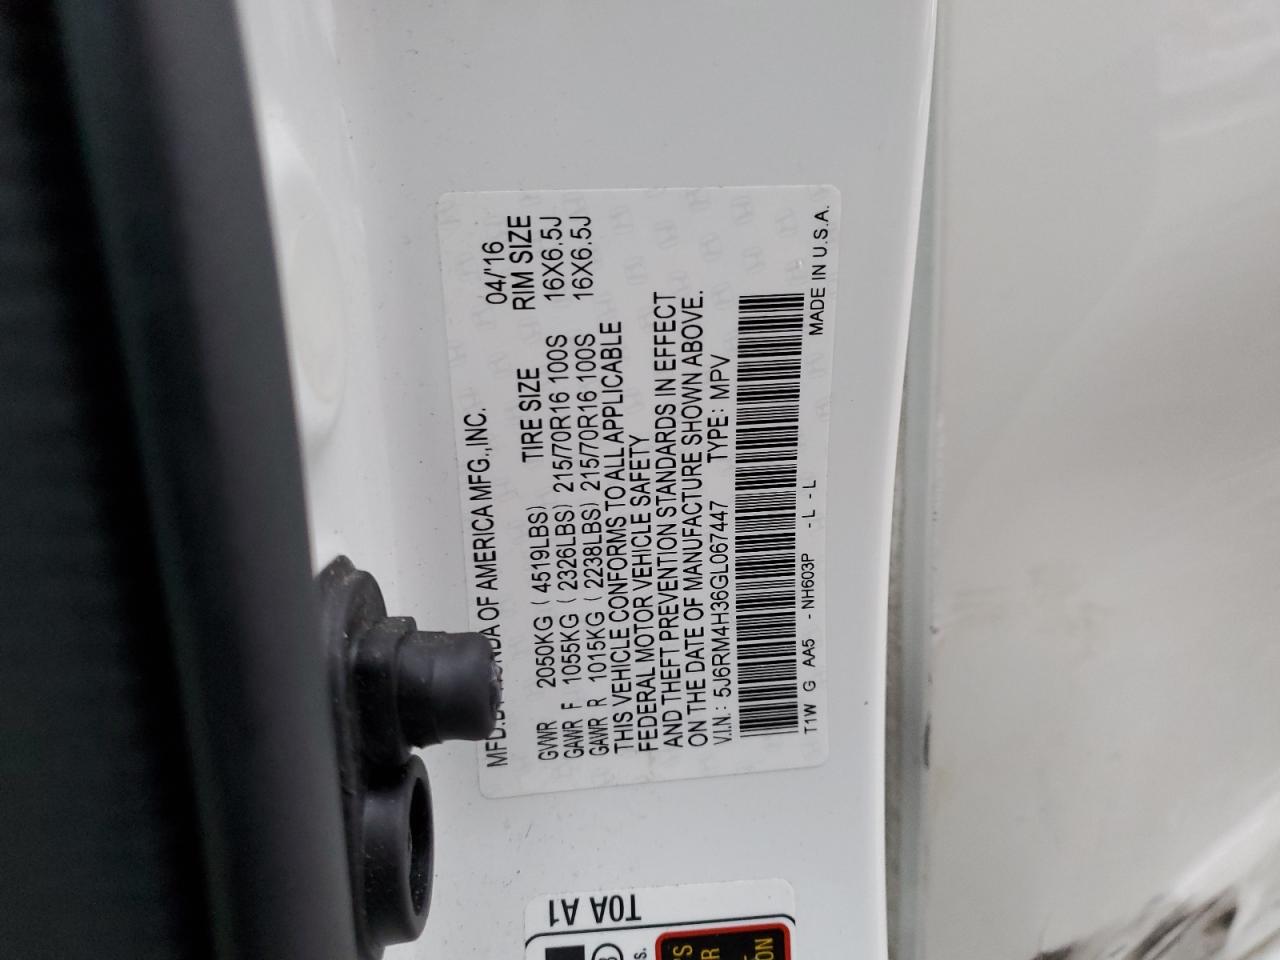 MFD. BY HONDA OF AMERICA MFG., INC. 04/'16
TIRE SIZE RIM SIZE
GVWR 2050KG ( 4519LBS)
GAWR F 1055KG ( 2326LBS) 215/70R16 100S 16X6.5J
GAWR R 1015KG ( 2238LBS) 215/70R16 100S 16X6.5J
THIS VEHICLE CONFORMS TO ALL APPLICABLE
FEDERAL MOTOR VEHICLE SAFETY
AND THEFT PREVENTION STANDARDS IN EFFECT
ON THE DATE OF MANUFACTURE SHOWN ABOVE.
V.I.N.: 5J6RM4H36GL067447 TYPE: MPV
T1W G AA5 - NH603P - L - L MADE IN U.S.A.
T0A A1